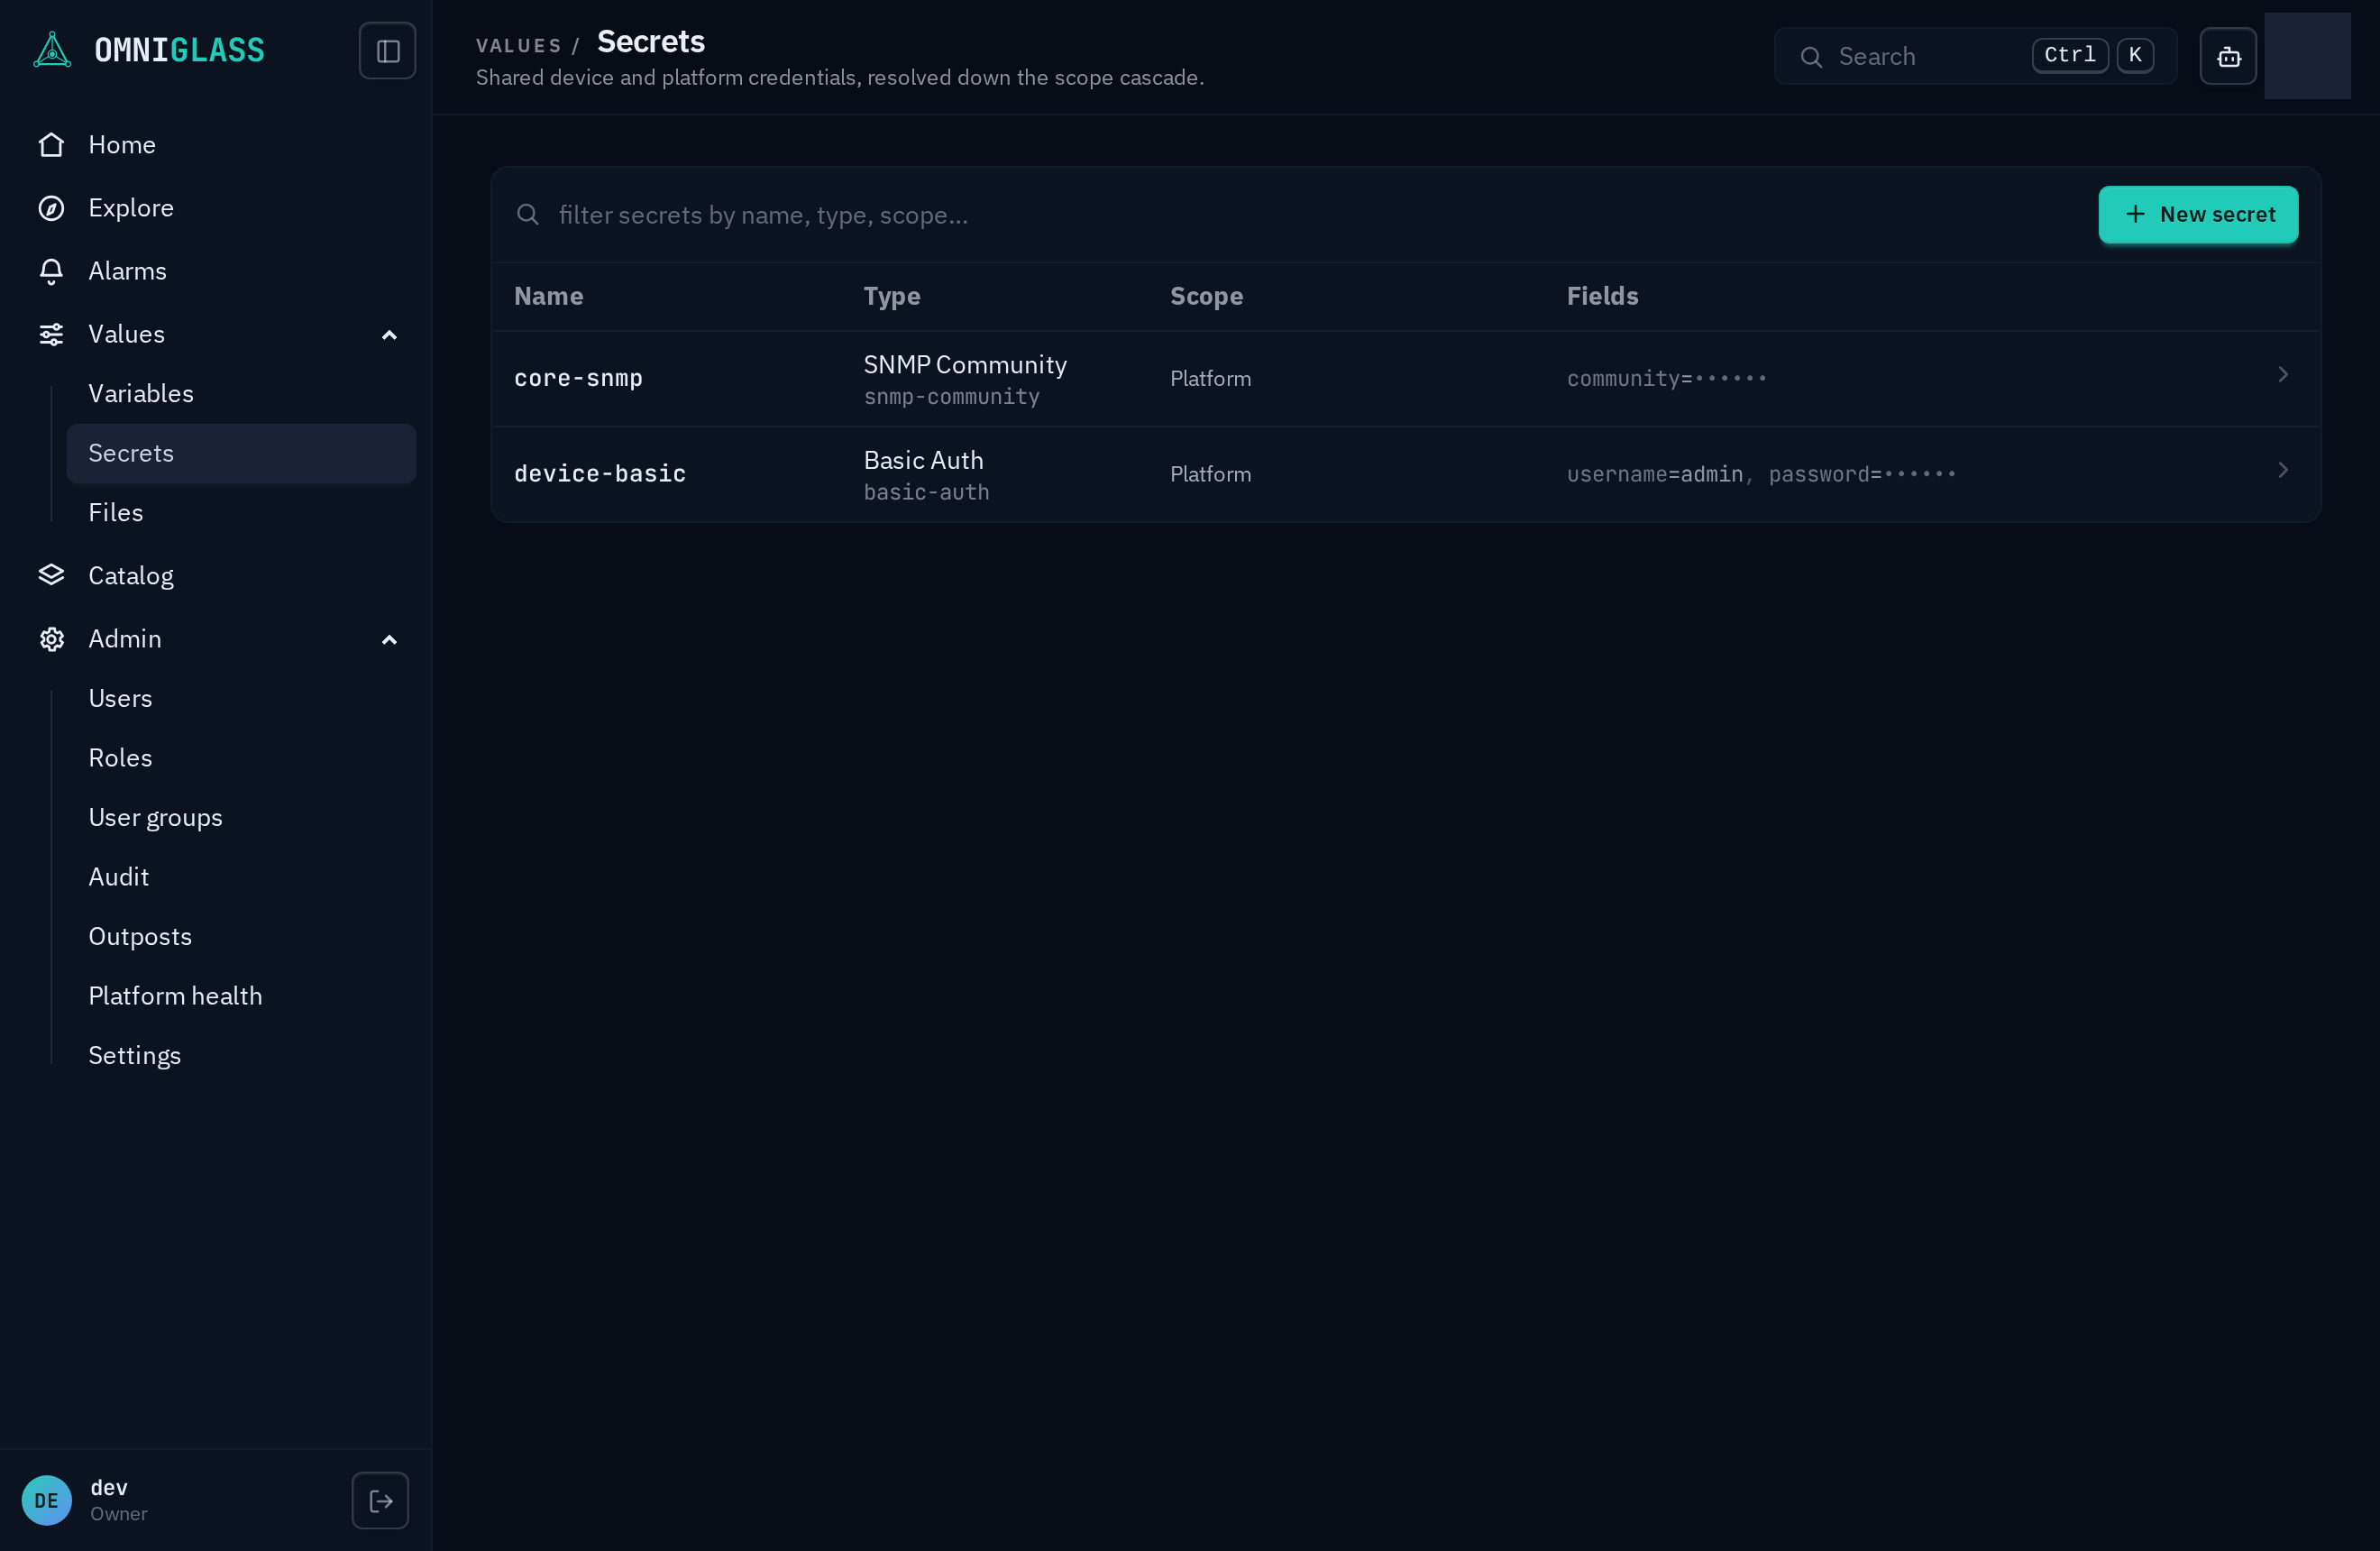 OMNIGLASS
Home
Explore
Alarms
Values
Variables
Secrets
Files
Catalog
Admin
Users
Roles
User groups
Audit
Outposts
Platform health
Settings
DE
dev
Owner
VALUES / Secrets
Shared device and platform credentials, resolved down the scope cascade.
Search Ctrl K
filter secrets by name, type, scope...
New secret
Name Type Scope Fields
core-snmp SNMP Community snmp-community Platform community=••••••
device-basic Basic Auth basic-auth Platform username=admin, password=••••••